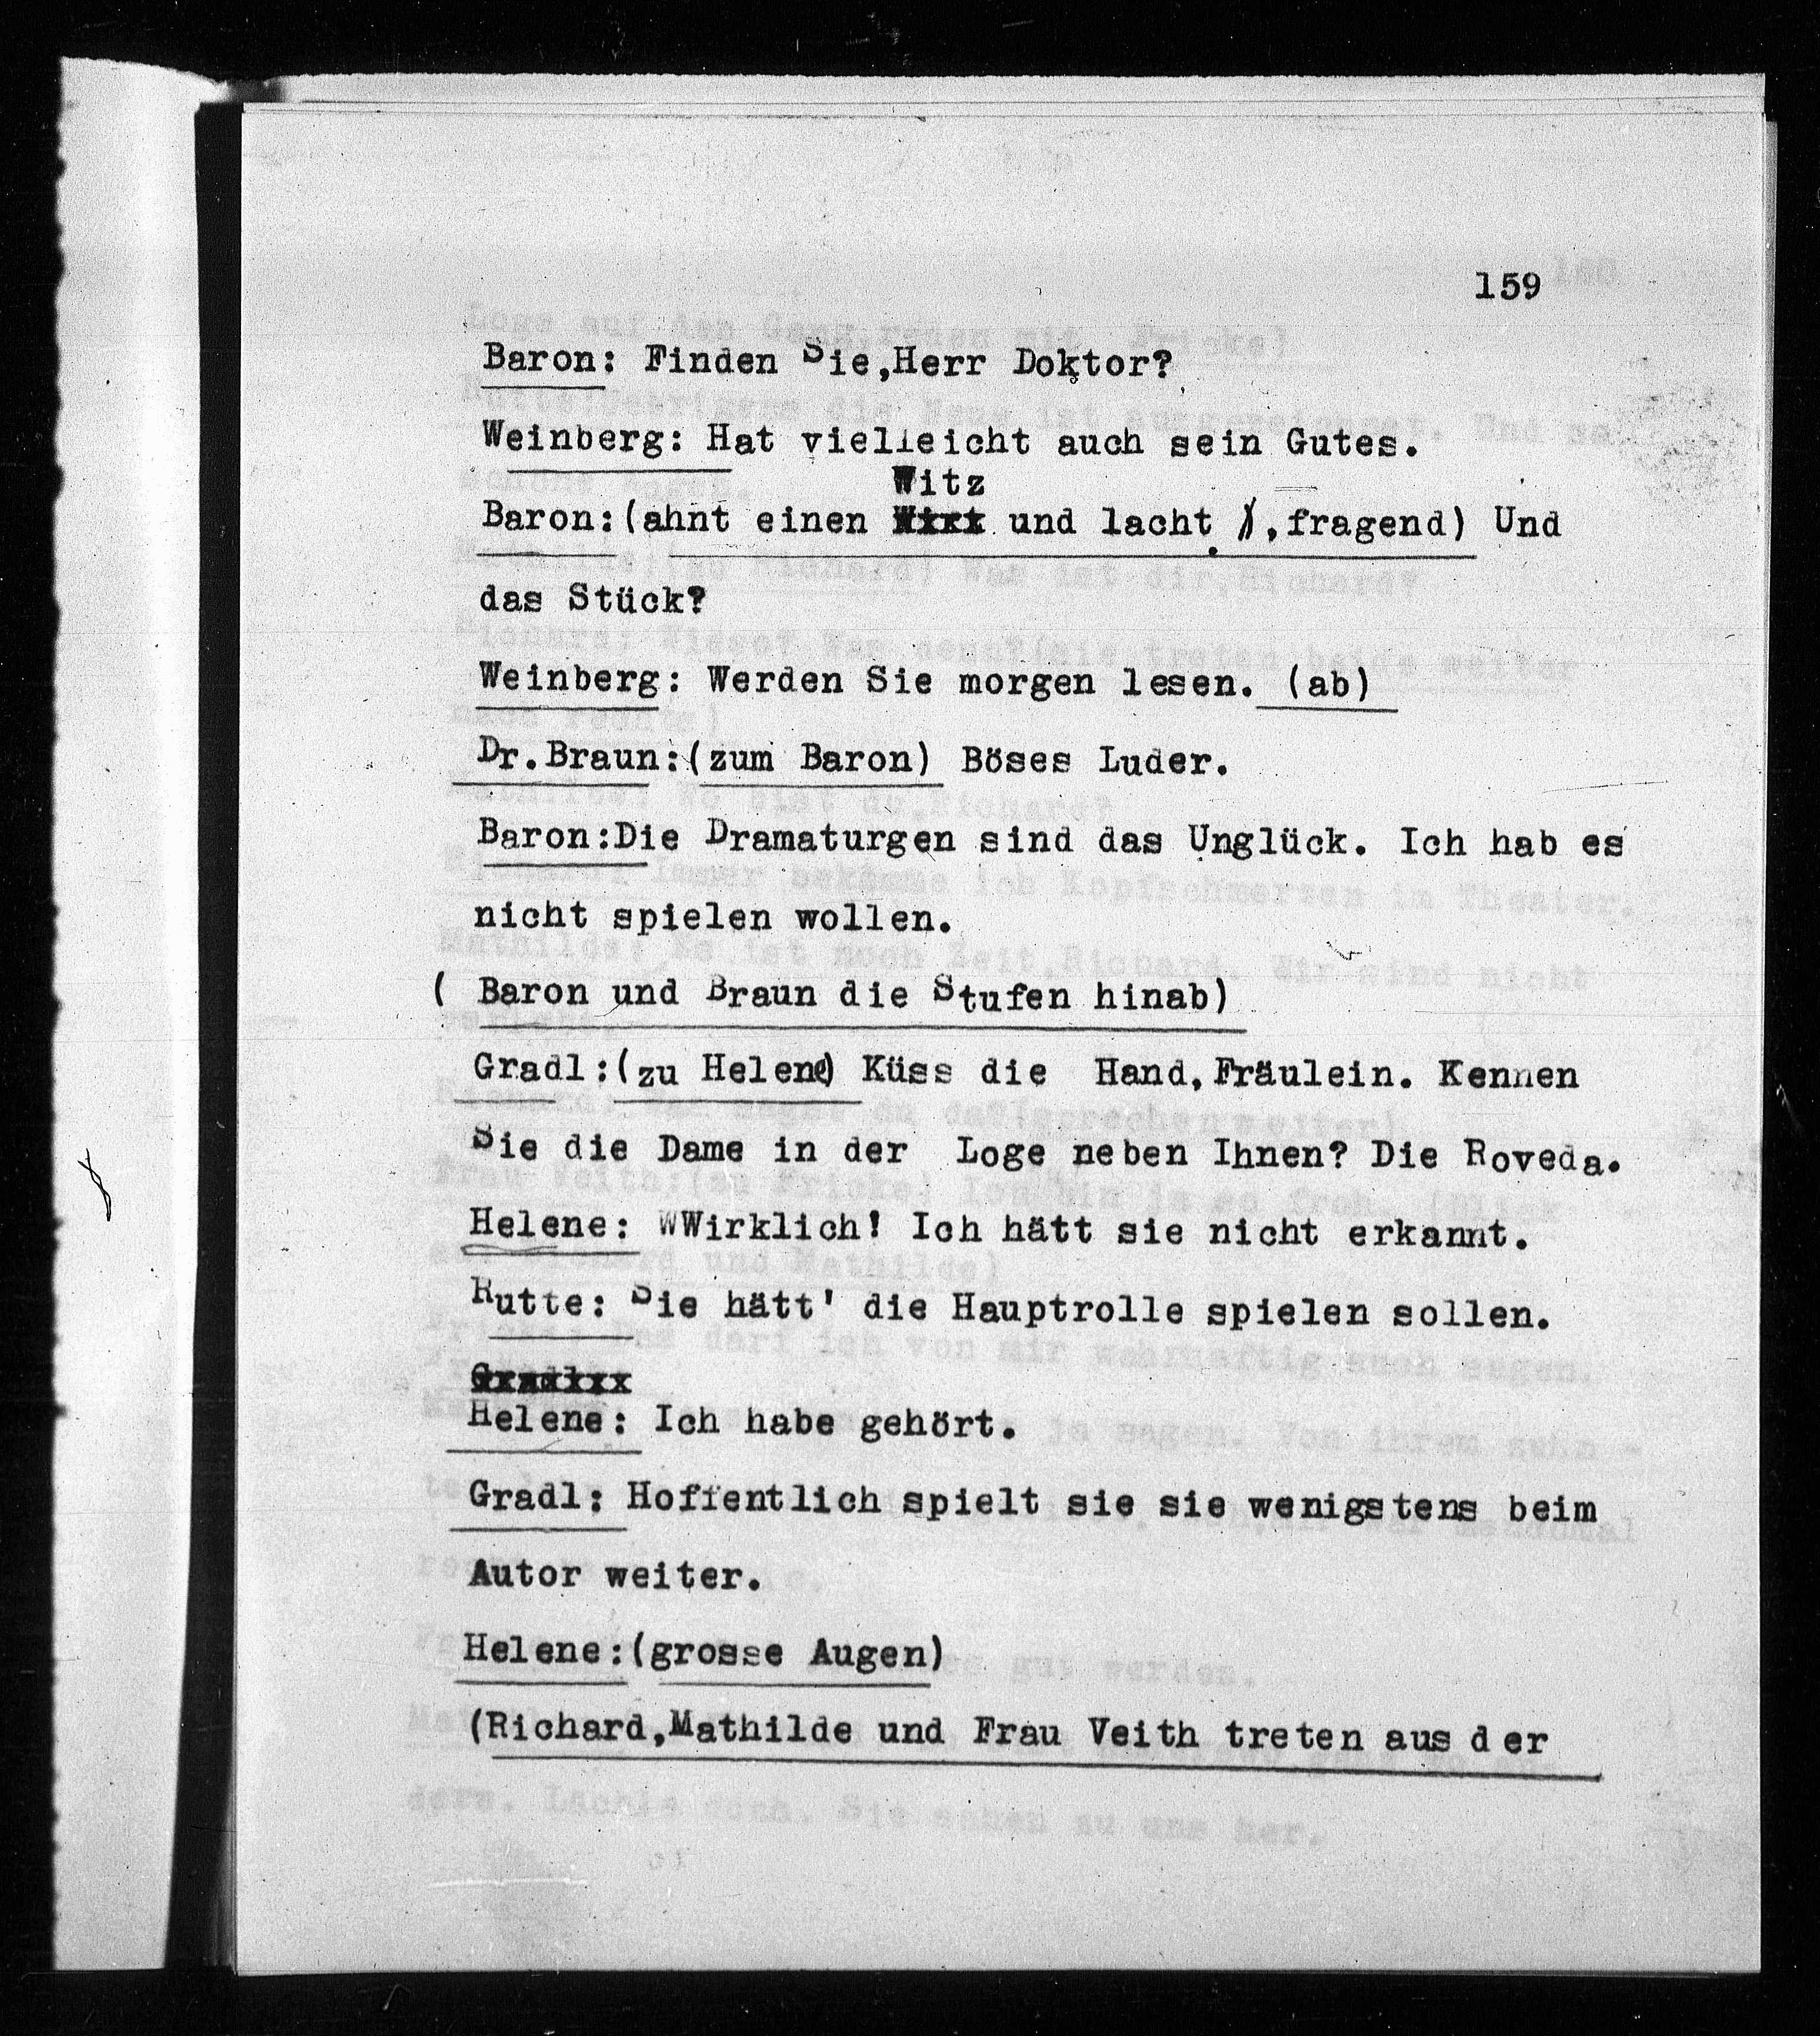 159
Baron: Finden Sie,Herr Doktor?
Weinberg: Hat vielleicht auch sein Gutes.
Witz
Baron:(ahnt einen und lacht ),fragend) Und
das Stück?
Weinberg: Werden Sie morgen lesen. (ab)
Dr.Braun:(zum Baron) Böses Luder.
Baron:Die Dramaturgen sind das Unglück. Ich hab es
nicht spielen wollen.
( Baron und Braun die Stufen hinab)
Gradl:(zu Helene) Küss die Hand,Fräulein. Kennen
Sie die Dame in der Loge neben Ihnen? Die Roveda.
Helene: WWirklich! Ich hätt sie nicht erkannt.
Rutte: Sie hätt' die Hauptrolle spielen sollen.
Helene: Ich habe gehört.
Gradl: Hoffentlich spielt sie sie wenigstens beim
Autor weiter.
Helene:(grosse Augen)
(Richard,Mathilde und Frau Veith treten aus der